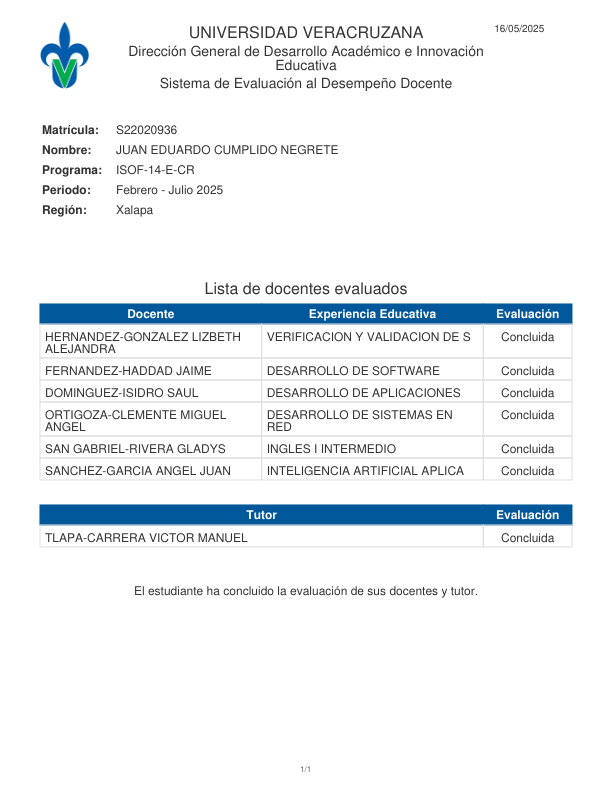 UNIVERSIDAD VERACRUZANA
16/05/2025
Dirección General de Desarrollo Académico e Innovación
Educativa
Sistema de Evaluación al Desempeño Docente
Matrícula: S22020936
Nombre: JUAN EDUARDO CUMPLIDO NEGRETE
Programa: ISOF-14-E-CR
Periodo: Febrero - Julio 2025
Región: Xalapa
Lista de docentes evaluados
Docente Experiencia Educativa Evaluación
HERNANDEZ-GONZALEZ LIZBETH VERIFICACION Y VALIDACION DE S Concluida
ALEJANDRA
FERNANDEZ-HADDAD JAIME DESARROLLO DE SOFTWARE Concluida
DOMINGUEZ-ISIDRO SAUL DESARROLLO DE APLICACIONES Concluida
ORTIGOZA-CLEMENTE MIGUEL DESARROLLO DE SISTEMAS EN Concluida
ANGEL RED
SAN GABRIEL-RIVERA GLADYS INGLES I INTERMEDIO Concluida
SANCHEZ-GARCIA ANGEL JUAN INTELIGENCIA ARTIFICIAL APLICA Concluida
Tutor Evaluación
TLAPA-CARRERA VICTOR MANUEL Concluida
El estudiante ha concluido la evaluación de sus docentes y tutor.
1/1